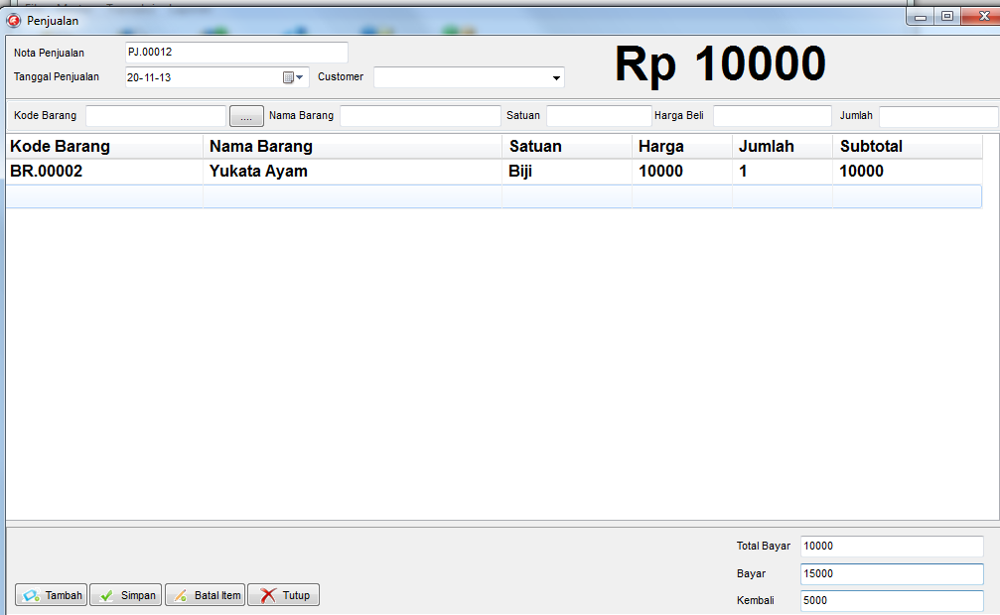 Penjualan
Nota Penjualan PJ.00012
Rp 10000
Tanggal Penjualan 20-11-13 Customer
Kode Barang .... Nama Barang Satuan Harga Beli Jumlah
Kode Barang Nama Barang Satuan Harga Jumlah Subtotal
BR.00002 Yukata Ayam Biji 10000 1 10000
Total Bayar 10000
Bayar 15000
Tambah Simpan Batal Item Tutup
Kembali 5000